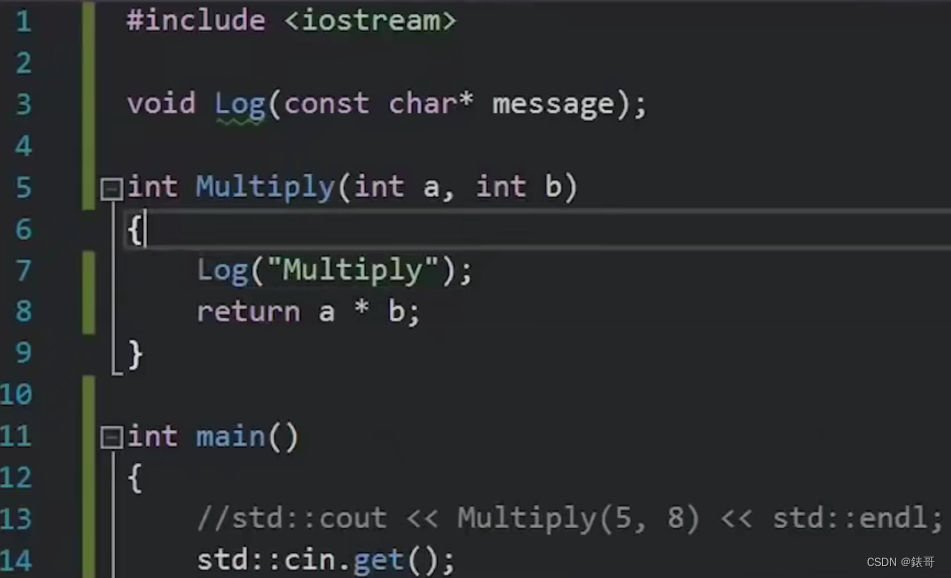 1 #include <iostream>
2
3 void Log(const char* message);
4
5 int Multiply(int a, int b)
6 {
7     Log("Multiply");
8     return a * b;
9 }
10
11 int main()
12 {
13     //std::cout << Multiply(5, 8) << std::endl;
14     std::cin.get();
CSDN @錶哥